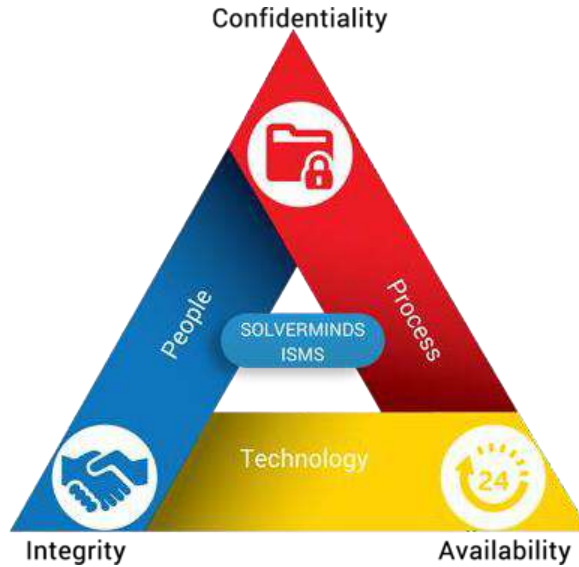 Confidentiality
People
Process
SOLVERMINDS
ISMS
Technology
24
Integrity
Availability